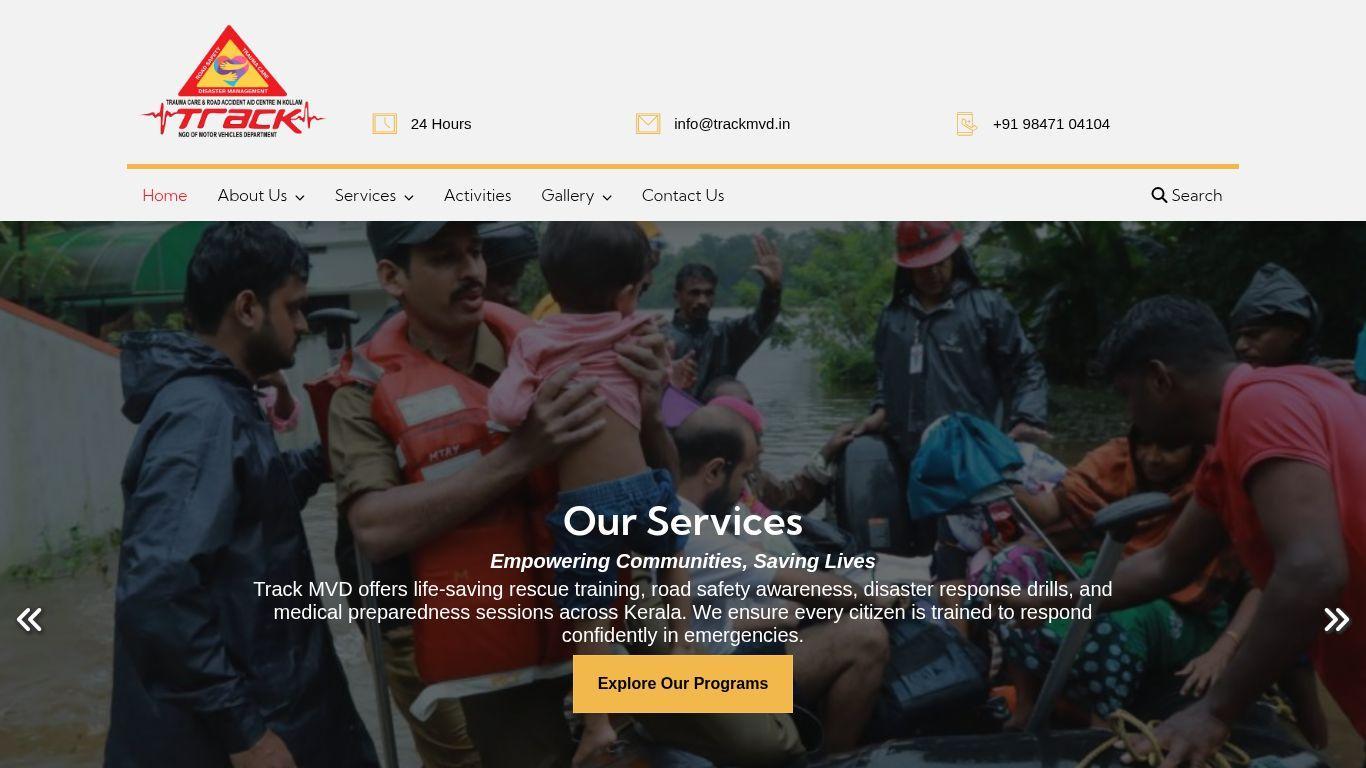 ROAD SAFETY
TRAUMA CARE
DISASTER MANAGEMENT
TRAUMA CARE & ROAD ACCIDENT AID CENTRE IN KOLLAM
Track
NGO OF MOTOR VEHICLES DEPARTMENT
24 Hours
info@trackmvd.in
+91 98471 04104
Home
About Us
Services
Activities
Gallery
Contact Us
Search
MTRY
Our Services
Empowering Communities, Saving Lives
Track MVD offers life-saving rescue training, road safety awareness, disaster response drills, and
medical preparedness sessions across Kerala. We ensure every citizen is trained to respond
confidently in emergencies.
Explore Our Programs